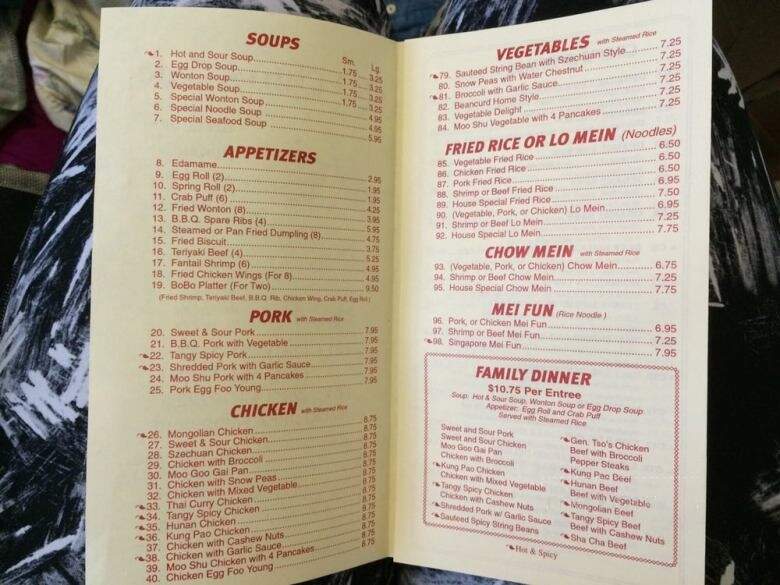 SOUPS
Sm. Lg.
1. Hot and Sour Soup 1.75 3.25
2. Egg Drop Soup 1.75 3.25
3. Wonton Soup 1.75 3.25
4. Vegetable Soup 1.75 3.25
5. Special Wonton Soup 4.95
6. Special Noodle Soup 4.95
7. Special Seafood Soup 5.95
APPETIZERS
8. Edamame 2.95
9. Egg Roll (2) 1.95
10. Spring Roll (2) 1.95
11. Crab Puff (6) 4.25
12. Fried Wonton (8) 3.95
13. B.B.Q. Spare Ribs (4) 5.95
14. Steamed or Pan Fried Dumpling (8) 4.75
15. Fried Biscuit 3.75
16. Teriyaki Beef (4) 5.25
17. Fantail Shrimp (6) 4.95
18. Fried Chicken Wings (For 8) 4.95
19. BoBo Platter (For Two) 9.50
(Fried Shrimp, Teriyaki Beef, B.B.Q. Rib, Chicken Wing, Crab Puff, Egg Roll)
PORK with Steamed Rice
20. Sweet & Sour Pork 7.95
21. B.B.Q. Pork with Vegetable 7.95
22. Tangy Spicy Pork 7.95
23. Shredded Pork with Garlic Sauce 7.95
24. Moo Shu Pork with 4 Pancakes 7.95
25. Pork Egg Foo Young 7.95
CHICKEN with Steamed Rice
26. Mongolian Chicken 8.75
27. Sweet & Sour Chicken 8.75
28. Szechuan Chicken 8.75
29. Chicken with Broccoli 8.75
30. Moo Goo Gai Pan 8.75
31. Chicken with Snow Peas 8.75
32. Chicken with Mixed Vegetable 8.75
33. Thai Curry Chicken 8.75
34. Tangy Spicy Chicken 8.75
35. Hunan Chicken 8.75
36. Kung Pao Chicken 8.75
37. Chicken with Cashew Nuts 8.75
38. Chicken with Garlic Sauce 8.75
39. Moo Shu Chicken with 4 Pancakes 8.75
40. Chicken Egg Foo Young 8.75
VEGETABLES with Steamed Rice
79. Sauteed String Bean with Szechuan Style 7.25
80. Snow Peas with Water Chestnut 7.25
81. Broccoli with Garlic Sauce 7.25
82. Beancurd Home Style 7.25
83. Vegetable Delight 7.25
84. Moo Shu Vegetable with 4 Pancakes 7.25
FRIED RICE OR LO MEIN (Noodles)
85. Vegetable Fried Rice 6.50
86. Chicken Fried Rice 6.50
87. Pork Fried Rice 6.50
88. Shrimp or Beef Fried Rice 6.95
89. House Special Fried Rice 7.50
90. (Vegetable, Pork, or Chicken) Lo Mein 6.95
91. Shrimp or Beef Lo Mein 7.25
92. House Special Lo Mein 7.75
CHOW MEIN with Steamed Rice
93. (Vegetable, Pork, or Chicken) Chow Mein 6.75
94. Shrimp or Beef Chow Mein 7.25
95. House Special Chow Mein 7.75
MEI FUN (Rice Noodle)
96. Pork, or Chicken Mei Fun 6.95
97. Shrimp or Beef Mei Fun 7.25
98. Singapore Mei Fun 7.95
FAMILY DINNER
$10.75 Per Entree
Soup: Hot & Sour Soup, Wonton Soup or Egg Drop Soup
Appetizer: Egg Roll and Crab Puff
Served with Steamed Rice
Sweet and Sour Pork
Sweet and Sour Chicken
Moo Goo Gai Pan
Chicken with Broccoli
Kung Pao Chicken
Chicken with Mixed Vegetable
Tangy Spicy Chicken
Chicken with Cashew Nuts
Shredded Pork w/ Garlic Sauce
Sauteed Spicy String Beans
Gen. Tso's Chicken
Beef with Broccoli
Pepper Steaks
Kung Pao Beef
Hunan Beef
Beef with Vegetable
Mongolian Beef
Tangy Spicy Beef
Beef with Cashew Nuts
Sha Cha Beef
Hot & Spicy